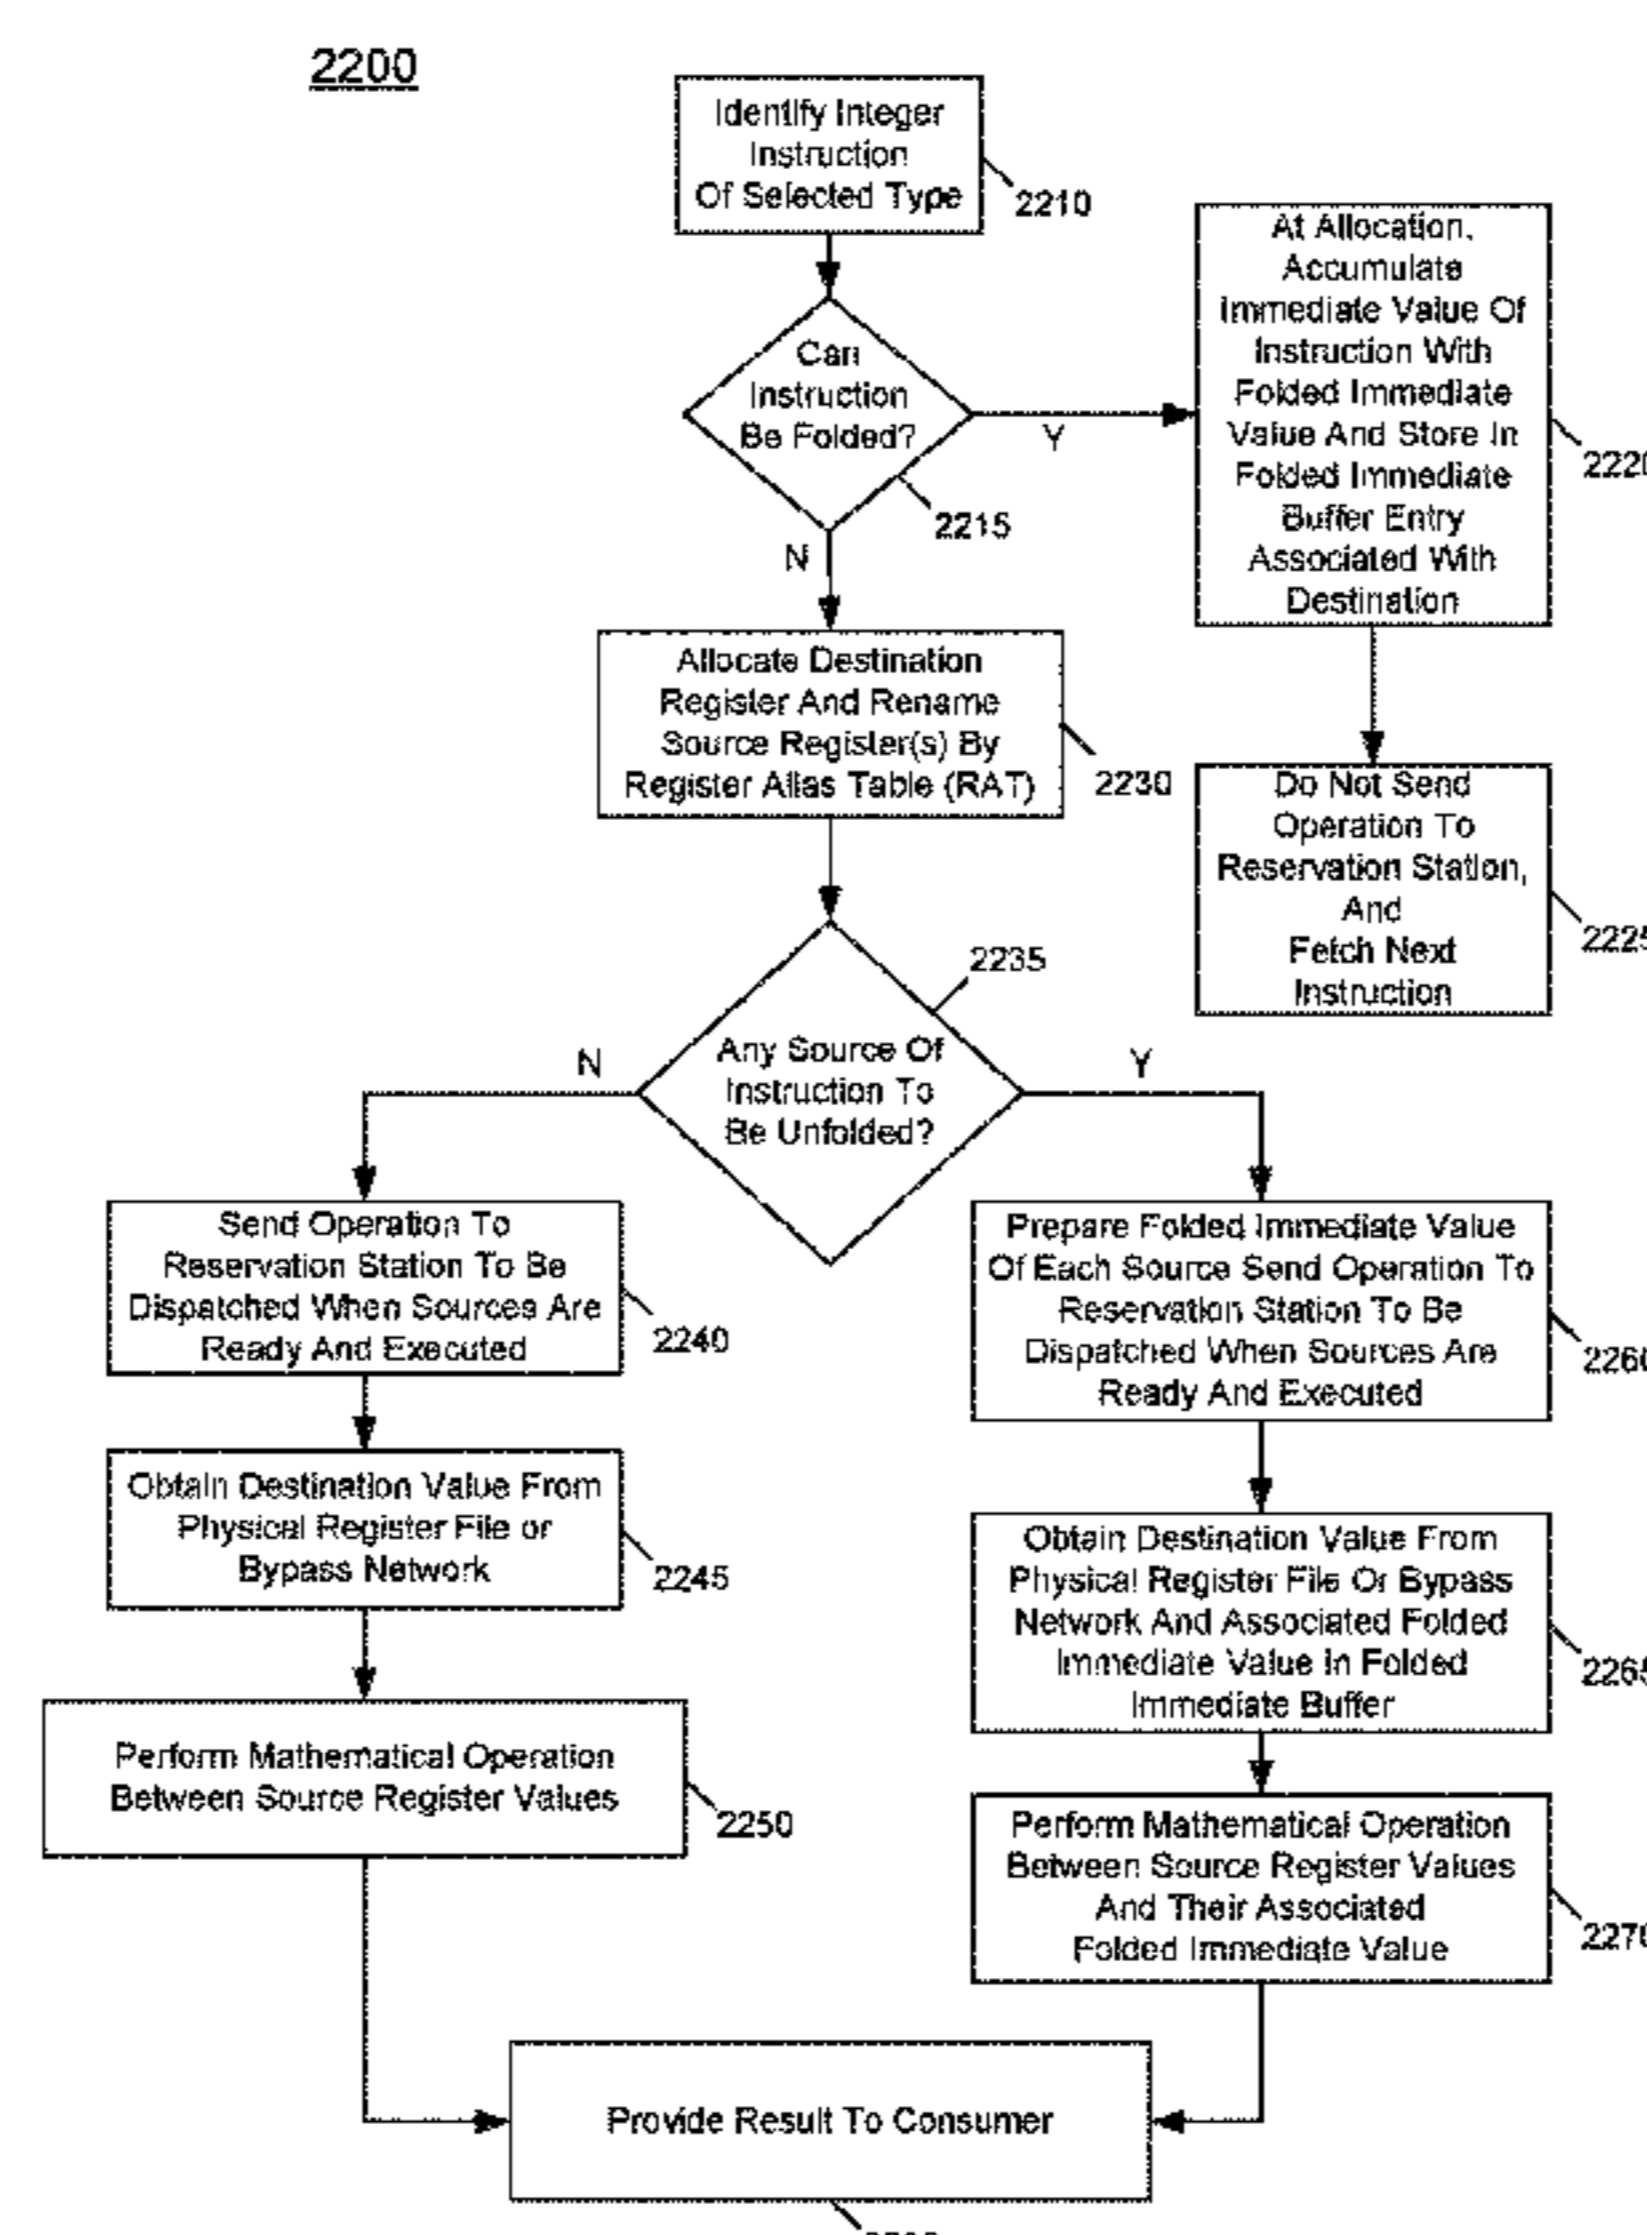 2200
Identify Integer
Instruction
Of Selected Type
2210
Can
Instruction
Be Folded?
2215
Y
N
At Allocation,
Accumulate
Immediate Value Of
Instruction With
Folded Immediate
Value And Store In
Folded Immediate
Buffer Entry
Associated With
Destination
2220
Do Not Send
Operation To
Reservation Station,
And
Fetch Next
Instruction
2225
Allocate Destination
Register And Rename
Source Register(s) By
Register Alias Table (RAT)
2230
Any Source Of
Instruction To
Be Unfolded?
2235
N
Y
Send Operation To
Reservation Station To Be
Dispatched When Sources Are
Ready And Executed
2240
Obtain Destination Value From
Physical Register File or
Bypass Network
2245
Perform Mathematical Operation
Between Source Register Values
2250
Prepare Folded Immediate Value
Of Each Source Send Operation To
Reservation Station To Be
Dispatched When Sources Are
Ready And Executed
2260
Obtain Destination Value From
Physical Register File Or Bypass
Network And Associated Folded
Immediate Value In Folded
Immediate Buffer
2265
Perform Mathematical Operation
Between Source Register Values
And Their Associated
Folded Immediate Value
2270
Provide Result To Consumer